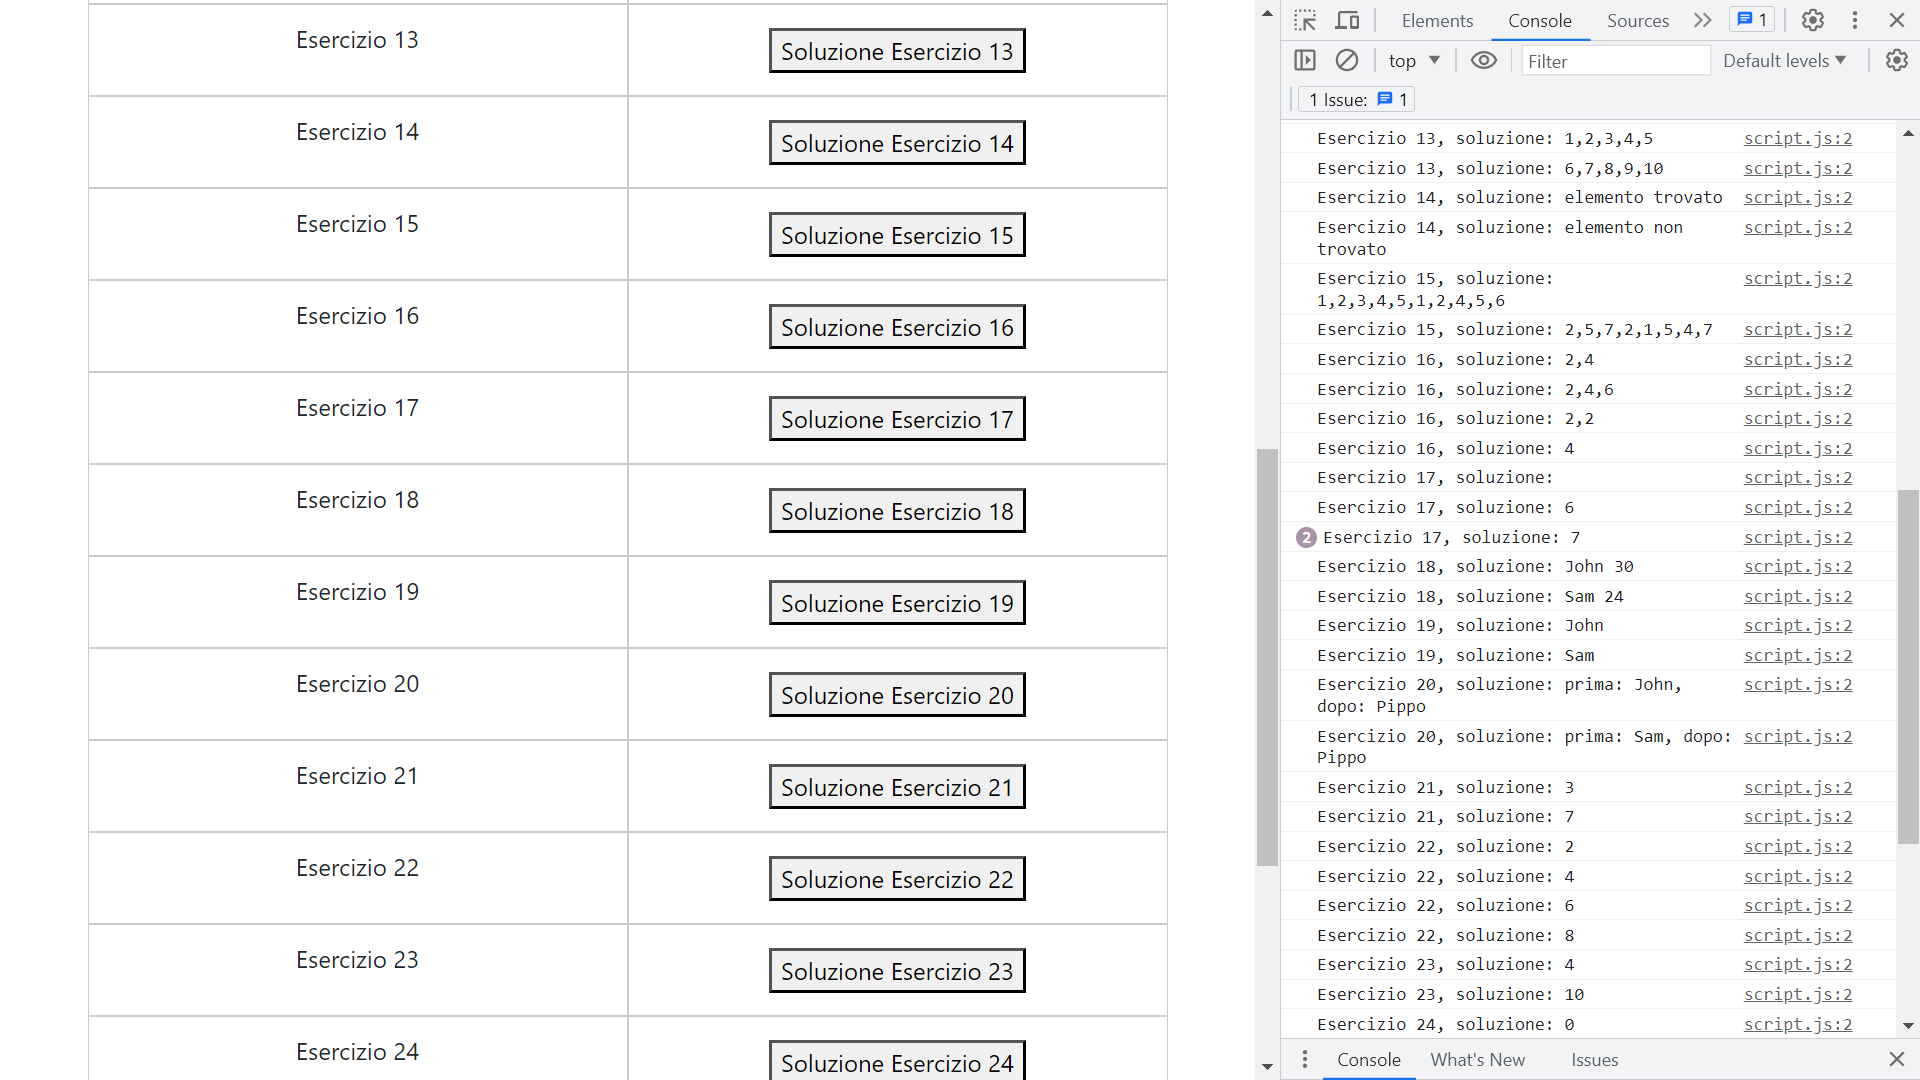 Esercizio 13
Soluzione Esercizio 13
Esercizio 14
Soluzione Esercizio 14
Esercizio 15
Soluzione Esercizio 15
Esercizio 16
Soluzione Esercizio 16
Esercizio 17
Soluzione Esercizio 17
Esercizio 18
Soluzione Esercizio 18
Esercizio 19
Soluzione Esercizio 19
Esercizio 20
Soluzione Esercizio 20
Esercizio 21
Soluzione Esercizio 21
Esercizio 22
Soluzione Esercizio 22
Esercizio 23
Soluzione Esercizio 23
Esercizio 24
Soluzione Esercizio 24
Elements Console Sources 1
top Filter Default levels
1 Issue: 1
Esercizio 13, soluzione: 1,2,3,4,5 script.js:2
Esercizio 13, soluzione: 6,7,8,9,10 script.js:2
Esercizio 14, soluzione: elemento trovato script.js:2
Esercizio 14, soluzione: elemento non script.js:2
trovato
Esercizio 15, soluzione: script.js:2
1,2,3,4,5,1,2,4,5,6
Esercizio 15, soluzione: 2,5,7,2,1,5,4,7 script.js:2
Esercizio 16, soluzione: 2,4 script.js:2
Esercizio 16, soluzione: 2,4,6 script.js:2
Esercizio 16, soluzione: 2,2 script.js:2
Esercizio 16, soluzione: 4 script.js:2
Esercizio 17, soluzione: script.js:2
Esercizio 17, soluzione: 6 script.js:2
2 Esercizio 17, soluzione: 7 script.js:2
Esercizio 18, soluzione: John 30 script.js:2
Esercizio 18, soluzione: Sam 24 script.js:2
Esercizio 19, soluzione: John script.js:2
Esercizio 19, soluzione: Sam script.js:2
Esercizio 20, soluzione: prima: John, script.js:2
dopo: Pippo
Esercizio 20, soluzione: prima: Sam, dopo: script.js:2
Pippo
Esercizio 21, soluzione: 3 script.js:2
Esercizio 21, soluzione: 7 script.js:2
Esercizio 22, soluzione: 2 script.js:2
Esercizio 22, soluzione: 4 script.js:2
Esercizio 22, soluzione: 6 script.js:2
Esercizio 22, soluzione: 8 script.js:2
Esercizio 23, soluzione: 4 script.js:2
Esercizio 23, soluzione: 10 script.js:2
Esercizio 24, soluzione: 0 script.js:2
Console What's New Issues